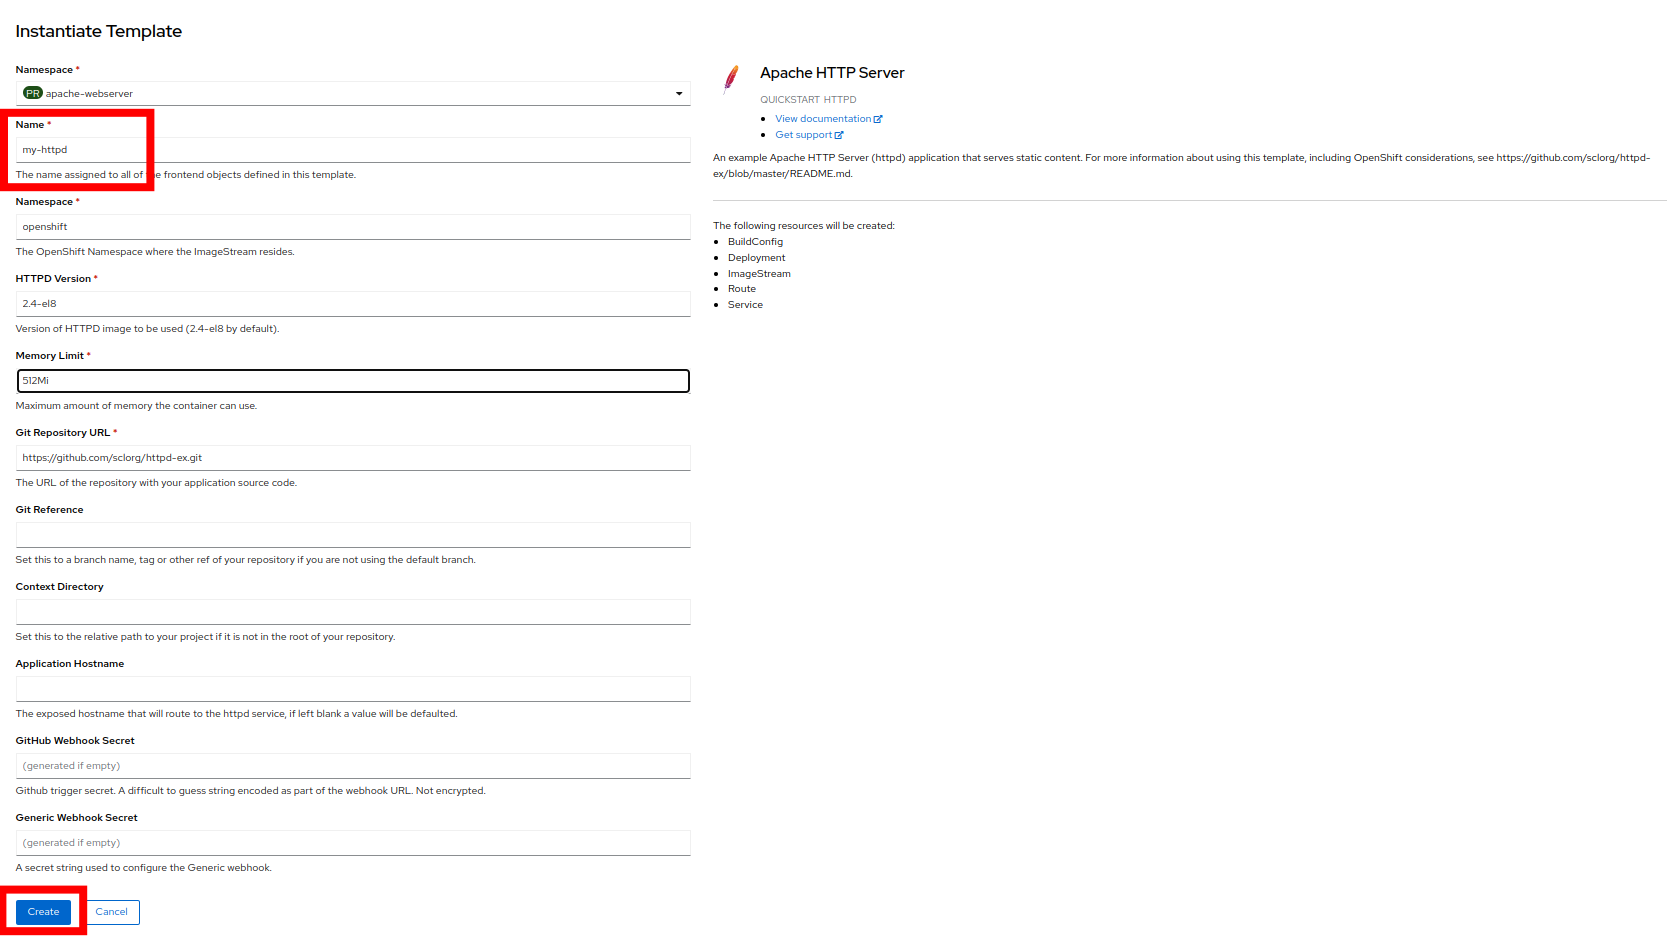 Instantiate Template
Namespace *
PR apache-webserver
Name *
my-httpd
The name assigned to all of the frontend objects defined in this template.
Namespace *
openshift
The OpenShift Namespace where the ImageStream resides.
HTTPD Version *
2.4-el8
Version of HTTPD image to be used (2.4-el8 by default).
Memory Limit *
512Mi
Maximum amount of memory the container can use.
Git Repository URL *
https://github.com/sclorg/httpd-ex.git
The URL of the repository with your application source code.
Git Reference
Set this to a branch name, tag or other ref of your repository if you are not using the default branch.
Context Directory
Set this to the relative path to your project if it is not in the root of your repository.
Application Hostname
The exposed hostname that will route to the httpd service, if left blank a value will be defaulted.
GitHub Webhook Secret
(generated if empty)
Github trigger secret. A difficult to guess string encoded as part of the webhook URL. Not encrypted.
Generic Webhook Secret
(generated if empty)
A secret string used to configure the Generic webhook.
Create Cancel
Apache HTTP Server
QUICKSTART HTTPD
View documentation
Get support
An example Apache HTTP Server (httpd) application that serves static content. For more information about using this template, including OpenShift considerations, see https://github.com/sclorg/httpd-
ex/blob/master/README.md.
The following resources will be created:
BuildConfig
Deployment
ImageStream
Route
Service